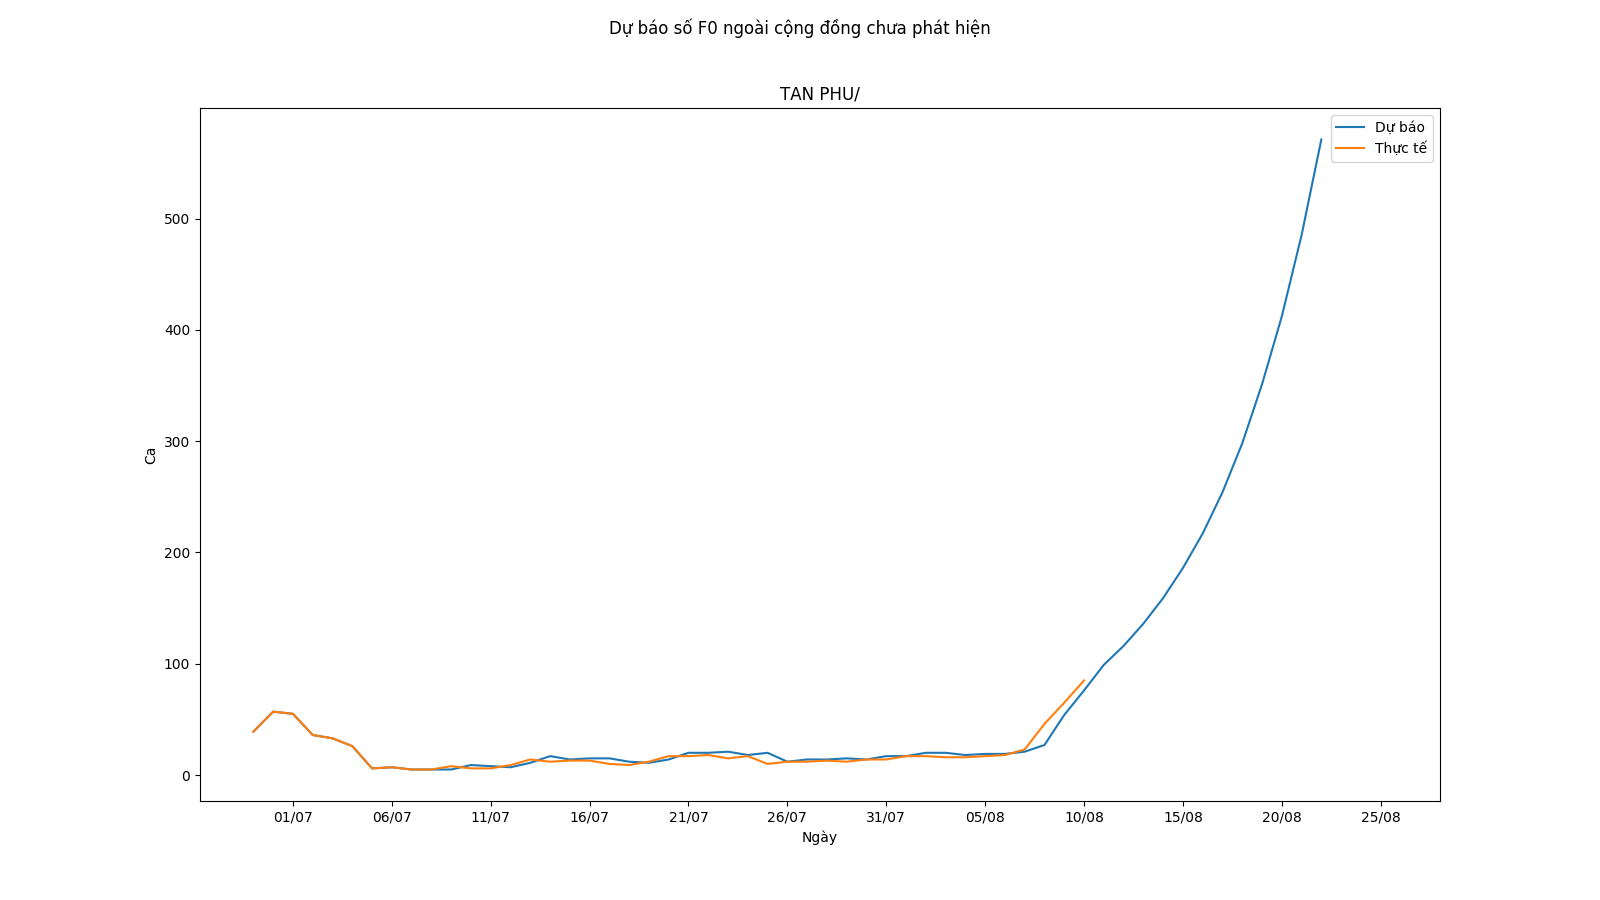 Dự báo số F0 ngoài cộng đồng chưa phát hiện
TAN PHU/
Dự báo
Thực tế
500
400
300
200
100
0
Ca
01/07 06/07 11/07 16/07 21/07 26/07 31/07 05/08 10/08 15/08 20/08 25/08
Ngày